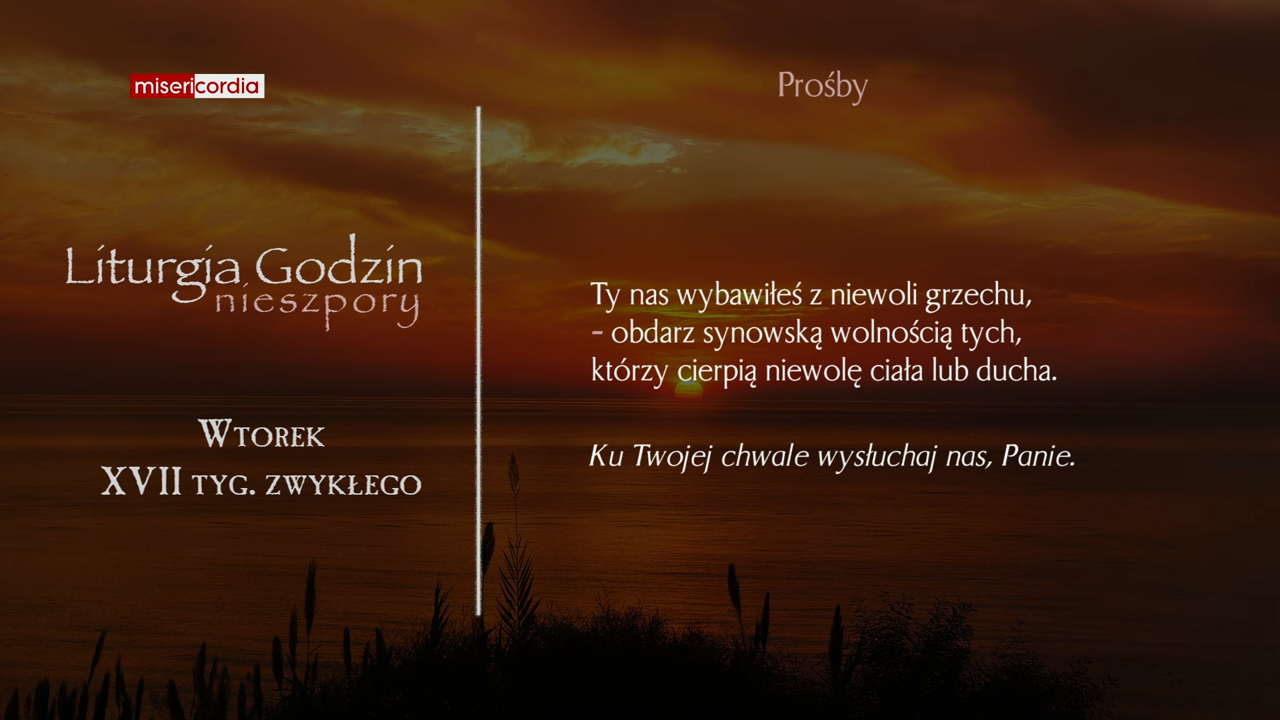 misericordia
Liturgia Godzin
nieszpory
Wtorek
XVII tyg. zwykłego
Prośby
Ty nas wybawiłeś z niewoli grzechu,
- obdarz synowską wolnością tych,
którzy cierpią niewolę ciała lub ducha.
Ku Twojej chwale wysłuchaj nas, Panie.